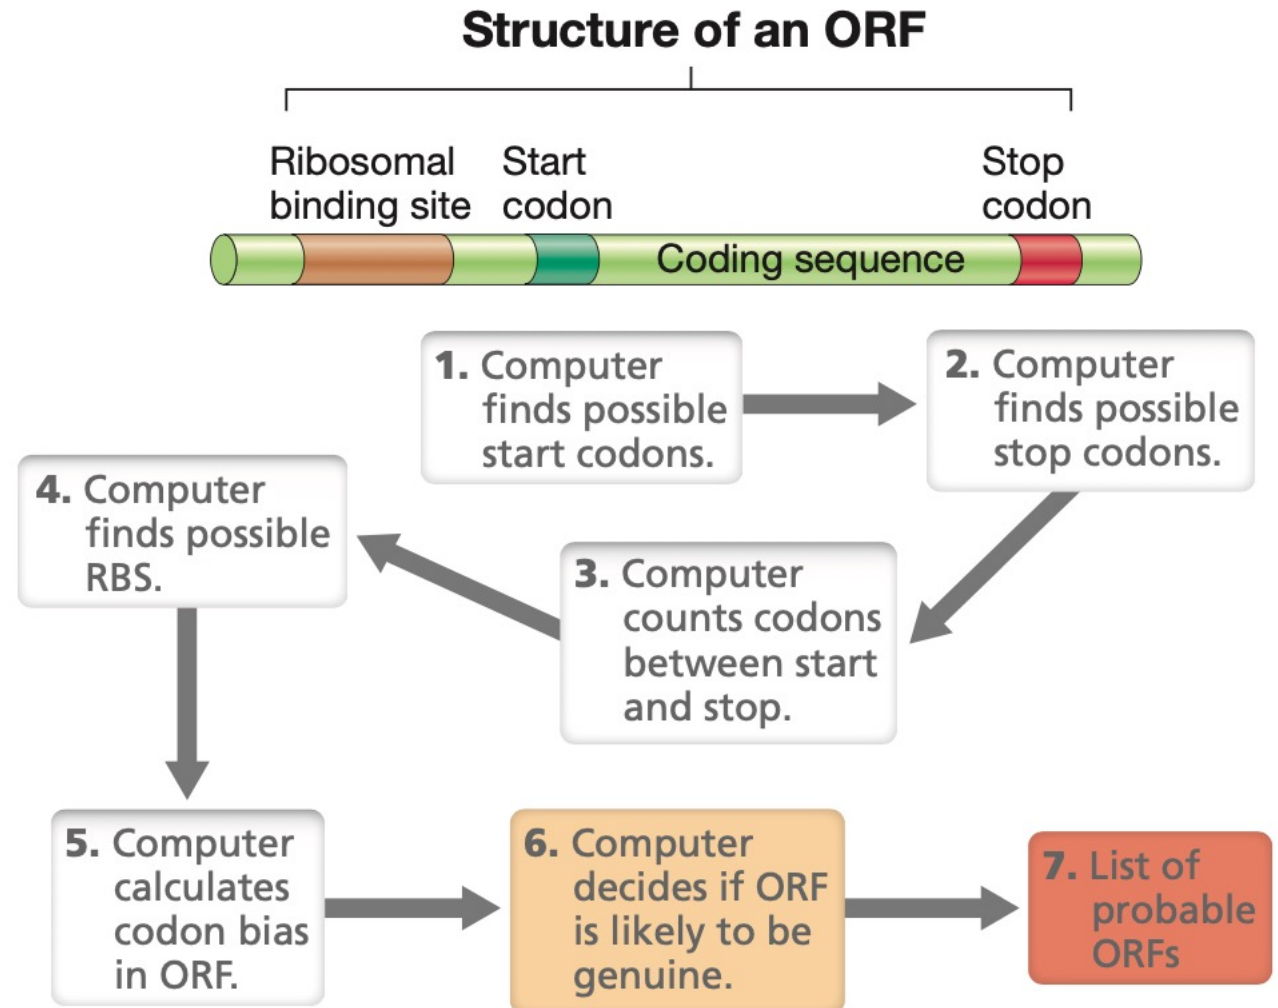 Structure of an ORF
Ribosomal
binding site
Start
codon
Stop
codon
Coding sequence
1. Computer
finds possible
start codons.
2. Computer
finds possible
stop codons.
3. Computer
counts codons
between start
and stop.
4. Computer
finds possible
RBS.
5. Computer
calculates
codon bias
in ORF.
6. Computer
decides if ORF
is likely to be
genuine.
7. List of
probable
ORFs